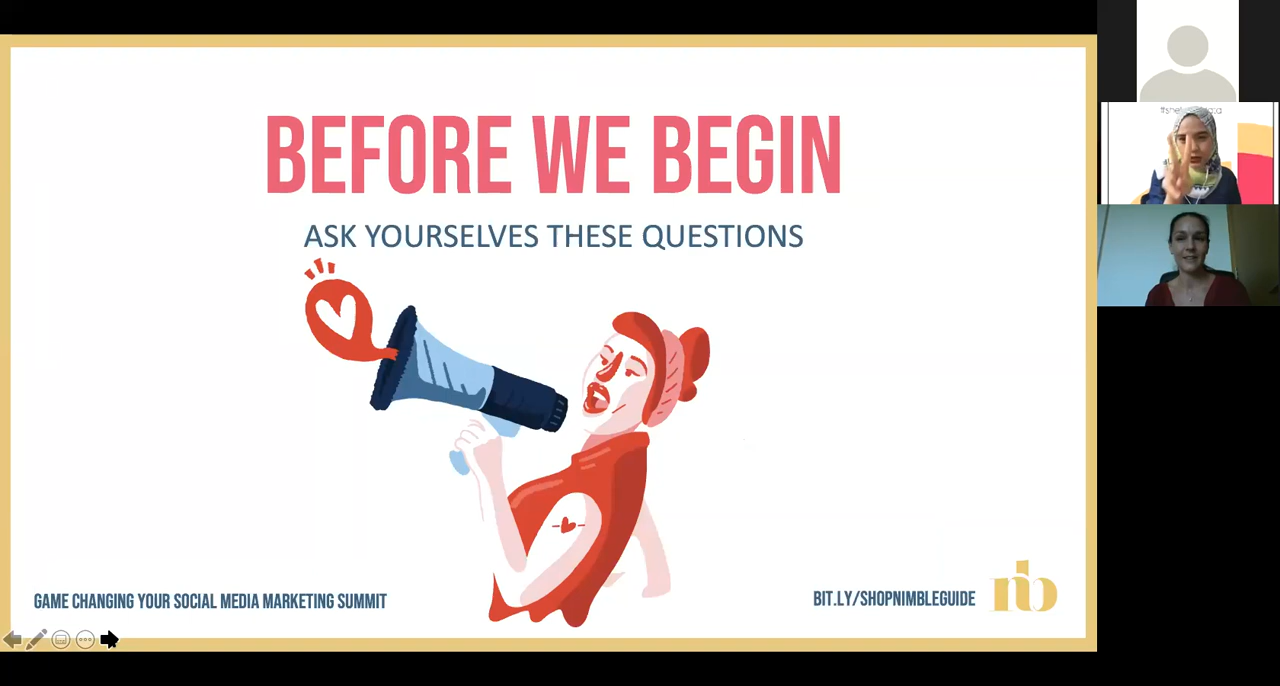 BEFORE WE BEGIN
ASK YOURSELVES THESE QUESTIONS
GAME CHANGING YOUR SOCIAL MEDIA MARKETING SUMMIT
BIT.LY/SHOPNIMBLEGUIDE
nb